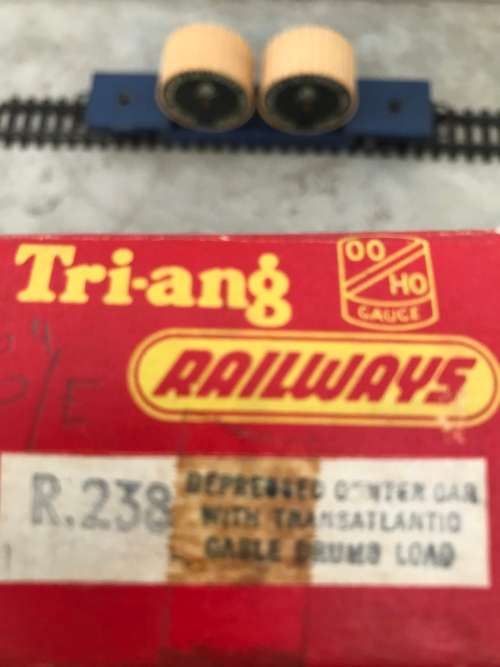 Tri-ang
OO
HO
GAUGE
RAILWAYS
R.238
DEPRESSED CENTER CAR
WITH TRANSATLANTIC
CABLE DRUMS LOAD